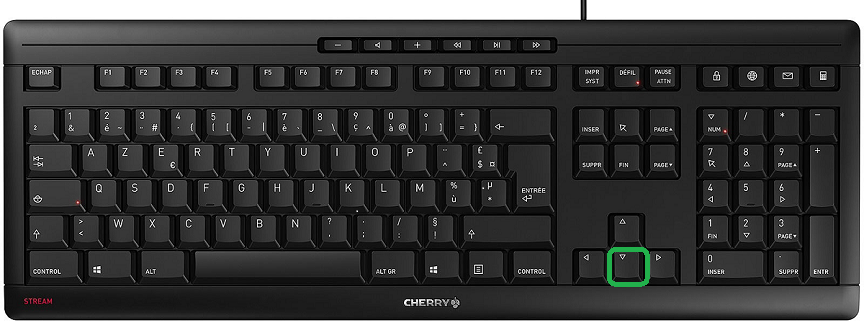 − + 
ECHAP F1 F2 F3 F4 F5 F6 F7 F8 F9 F10 F11 F12 IMPR SYST DÉFIL PAUSE ATTN
² 1 & 2 é ~ 3 " # 4 ' { 5 ( [ 6 - | 7 è ` 8 _ \ 9 ç ^ 0 à @ ° ) ] + = } INSER PAGE▲ NUM / * -
A Z E € R T Y U I O P ¨ ^ £ $ ¤ SUPPR FIN PAGE▼ 7 8 9 PAGE▲ +
Q S D F G H J K L M % ù µ * ENTRÉE 4 5 6
> < W X C V B N ? , . ; / : § ! 1 FIN 2 3 PAGE▼
CONTROL ALT ALT GR CONTROL 0 INSER . SUPPR ENTR
STREAM CHERRY